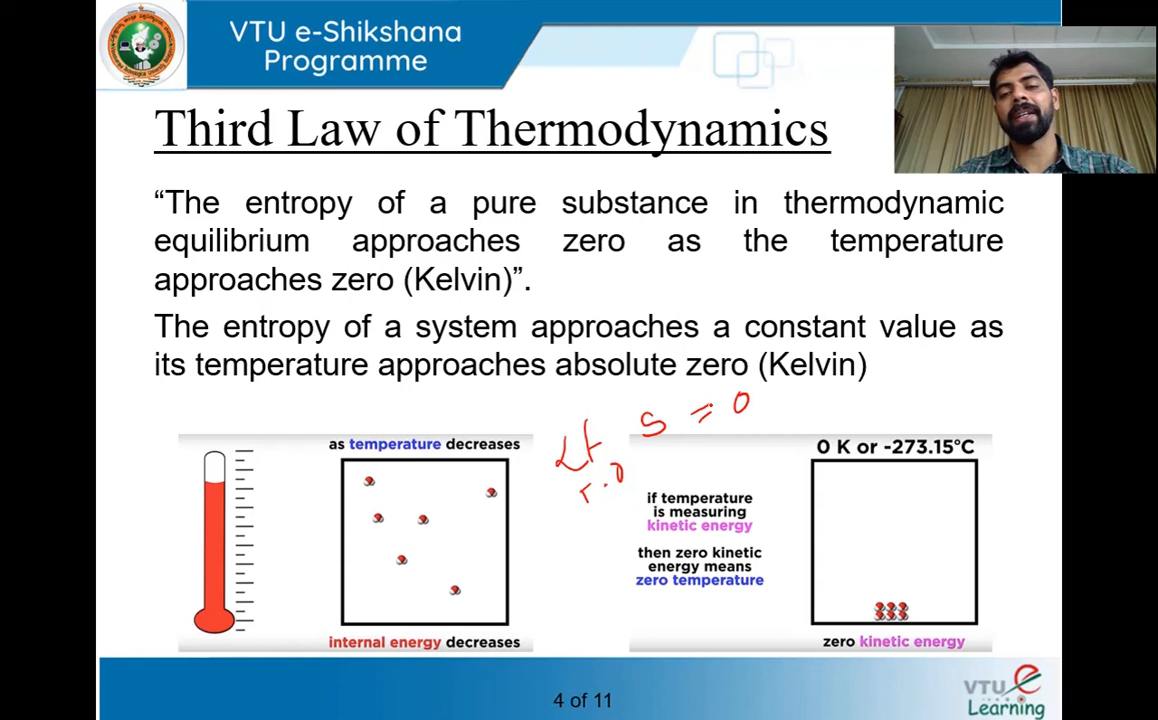 VTU e-Shikshana
Programme
Third Law of Thermodynamics
“The entropy of a pure substance in thermodynamic
equilibrium approaches zero as the temperature
approaches zero (Kelvin)”.
The entropy of a system approaches a constant value as
its temperature approaches absolute zero (Kelvin)
Lt S = 0
as temperature decreases
internal energy decreases
0 K or -273.15°C
if temperature
is measuring
kinetic energy
then zero kinetic
energy means
zero temperature
zero kinetic energy
4 of 11
VTU e
Learning